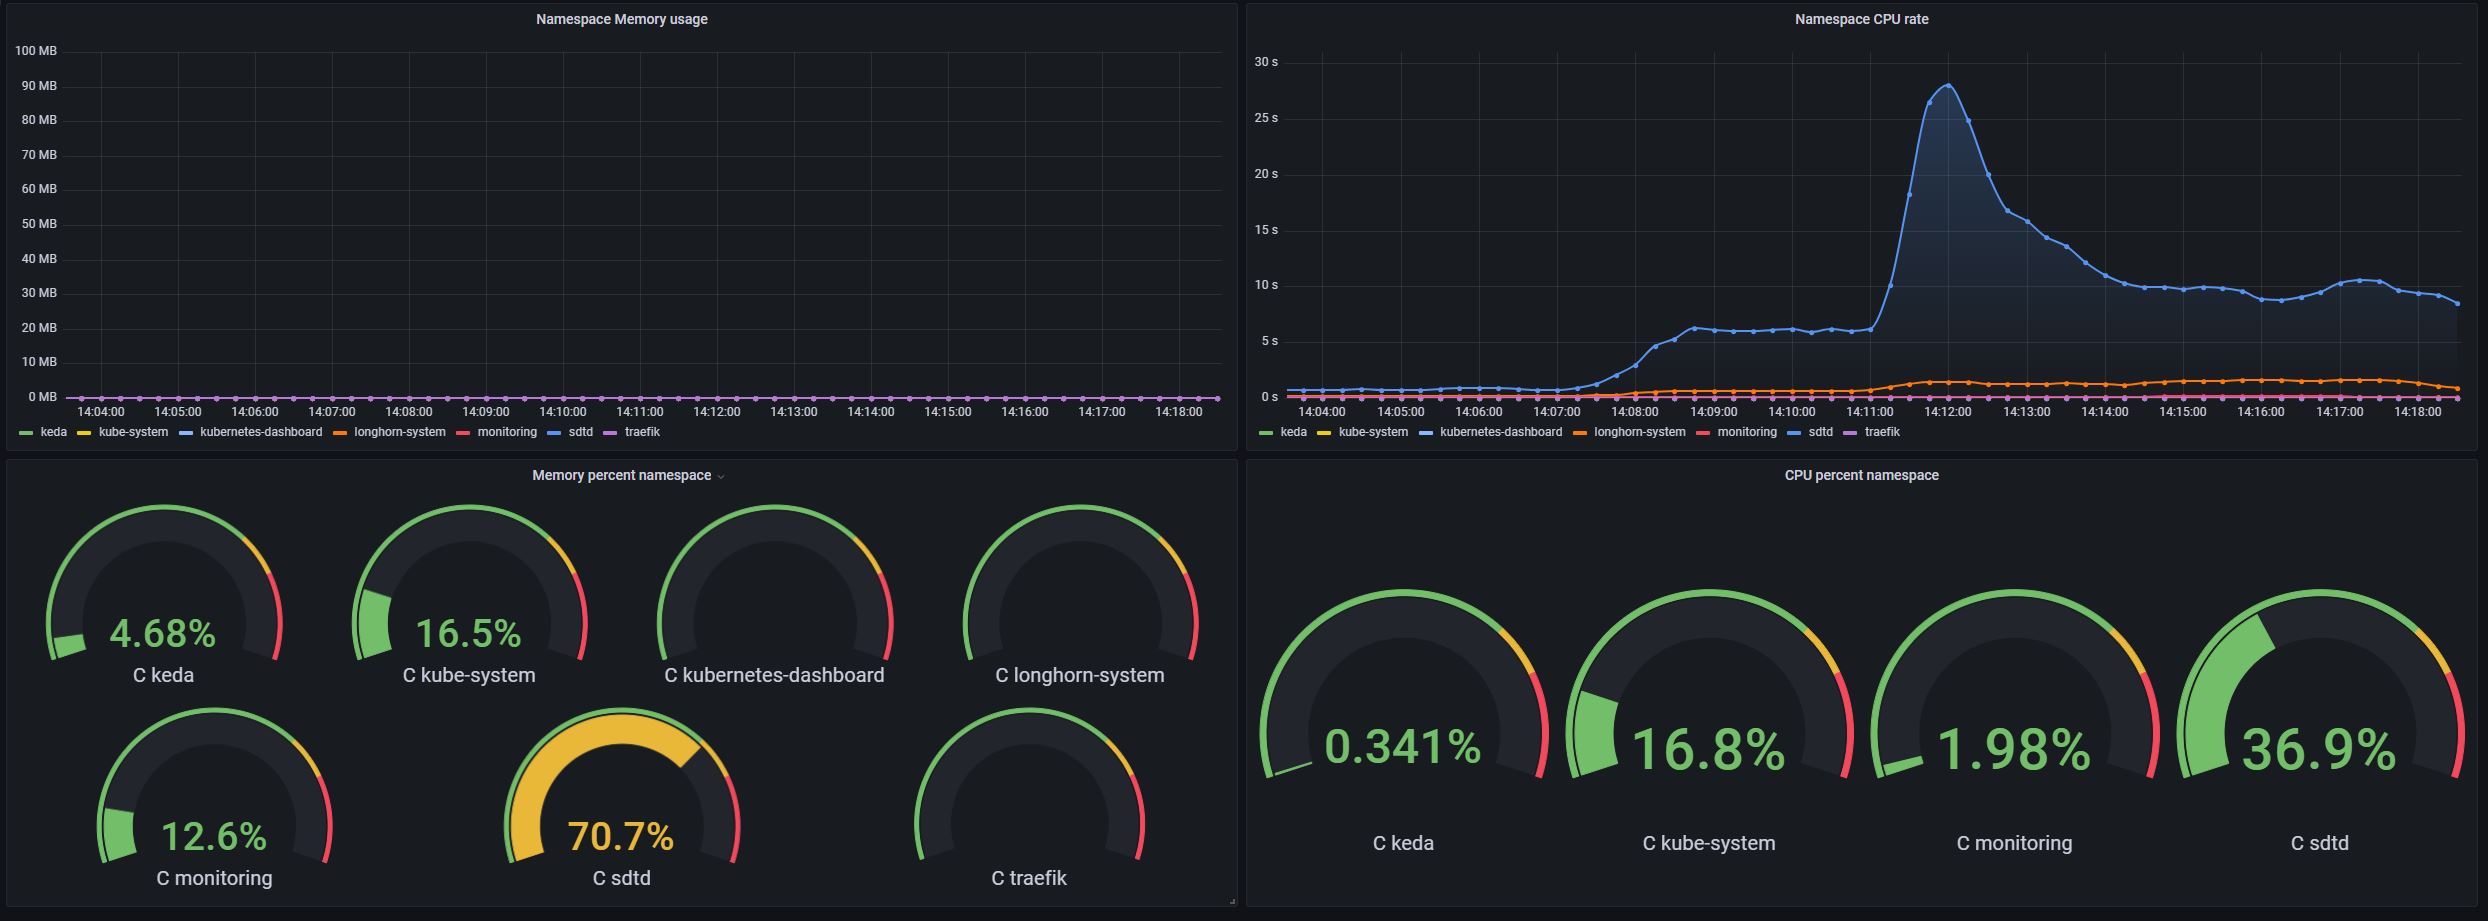 Namespace Memory usage
100 MB
90 MB
80 MB
70 MB
60 MB
50 MB
40 MB
30 MB
20 MB
10 MB
0 MB
14:04:00 14:05:00 14:06:00 14:07:00 14:08:00 14:09:00 14:10:00 14:11:00 14:12:00 14:13:00 14:14:00 14:15:00 14:16:00 14:17:00 14:18:00
keda kube-system kubernetes-dashboard longhorn-system monitoring sdtd traefik
Namespace CPU rate
30 s
25 s
20 s
15 s
10 s
5 s
0 s
14:04:00 14:05:00 14:06:00 14:07:00 14:08:00 14:09:00 14:10:00 14:11:00 14:12:00 14:13:00 14:14:00 14:15:00 14:16:00 14:17:00 14:18:00
keda kube-system kubernetes-dashboard longhorn-system monitoring sdtd traefik
Memory percent namespace
4.68% 16.5%
C keda C kube-system C kubernetes-dashboard C longhorn-system
12.6% 70.7%
C monitoring C sdtd C traefik
CPU percent namespace
0.341% 16.8% 1.98% 36.9%
C keda C kube-system C monitoring C sdtd